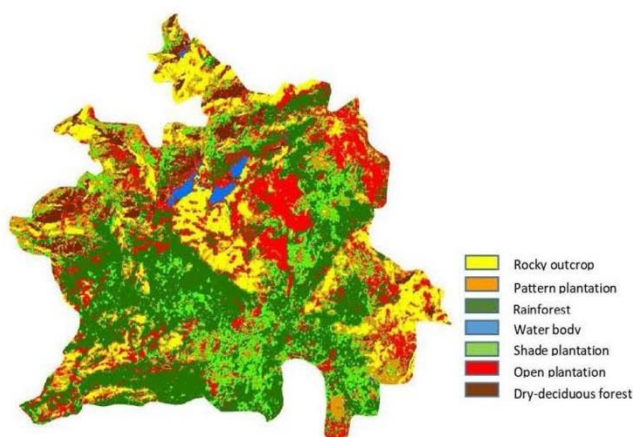 Rocky outcrop
Pattern plantation
Rainforest
Water body
Shade plantation
Open plantation
Dry-deciduous forest